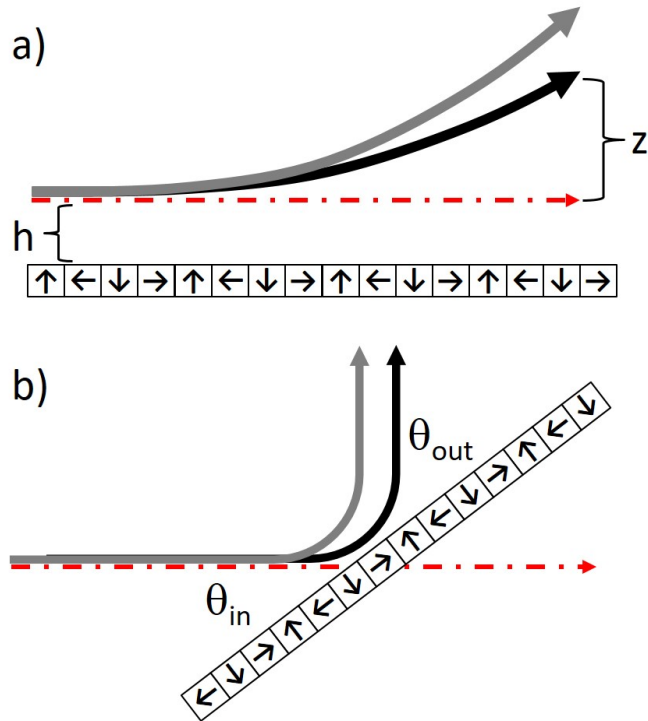 a)
z
h
↑ ← ↓ → ↑ ← ↓ → ↑ ← ↓ → ↑ ← ↓ →
b)
θout
θin